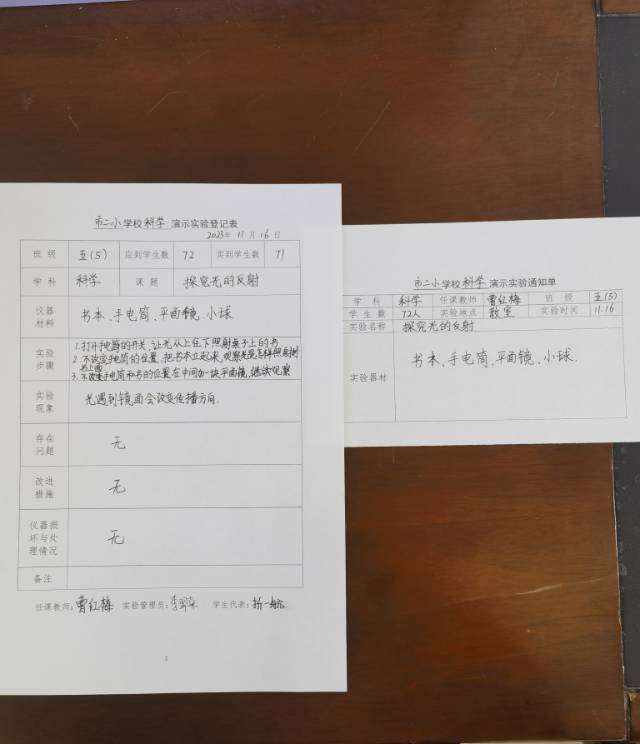 市二小学校科学演示实验登记表
2023年11月16日
班级 五(5) 应到学生数 72 实到学生数 71
学科 科学 课题 探究光的反射
仪器材料 书本、手电筒、平面镜、小球
实验步骤 1.打开手电筒的开关,让光从上往下照射桌子上的书
2.不改变手电筒的位置,把书本立起来,观察光是怎样照射到
书上的
3.不改变手电筒和书的位置在中间加一块平面镜,继续观察
实验现象 光遇到镜面会改变传播方向.
存在问题 无
改进措施 无
仪器损坏与处理情况 无
备注
任课教师:曹红梅 实验管理员: 学生代表:
2
市二小学校科学演示实验通知单
学科 科学 任课教师 曹红梅 班级 五(5)
学生数 72人 实验地点 教室 实验时间 11.16
实验名称 探究光的反射
实验器材 书本、手电筒、平面镜、小球.